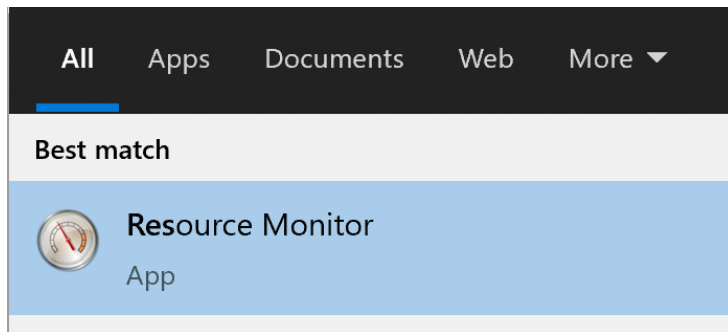 All Apps Documents Web More
Best match
Resource Monitor
App